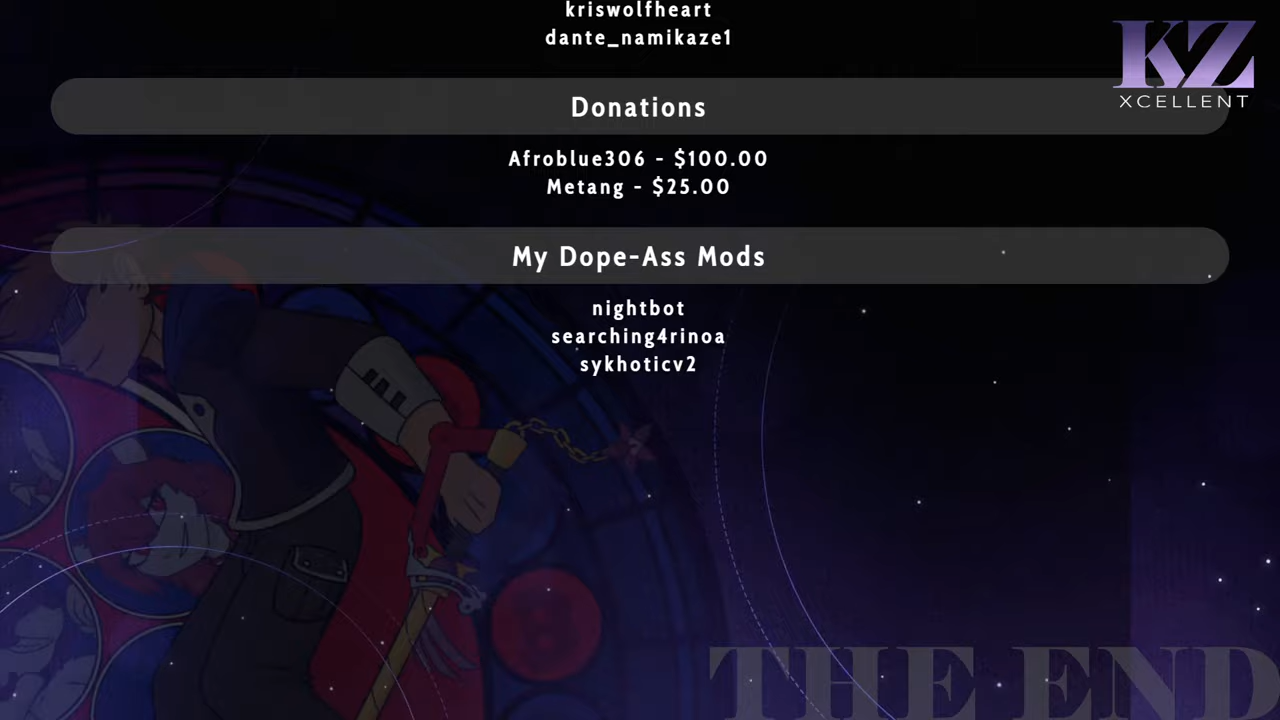 kriswolfheart
dante_namikaze1
KZ
XCELLENT
Donations
Afroblue306 - $100.00
Metang - $25.00
My Dope-Ass Mods
nightbot
searching4rinoa
sykhoticv2
THE END